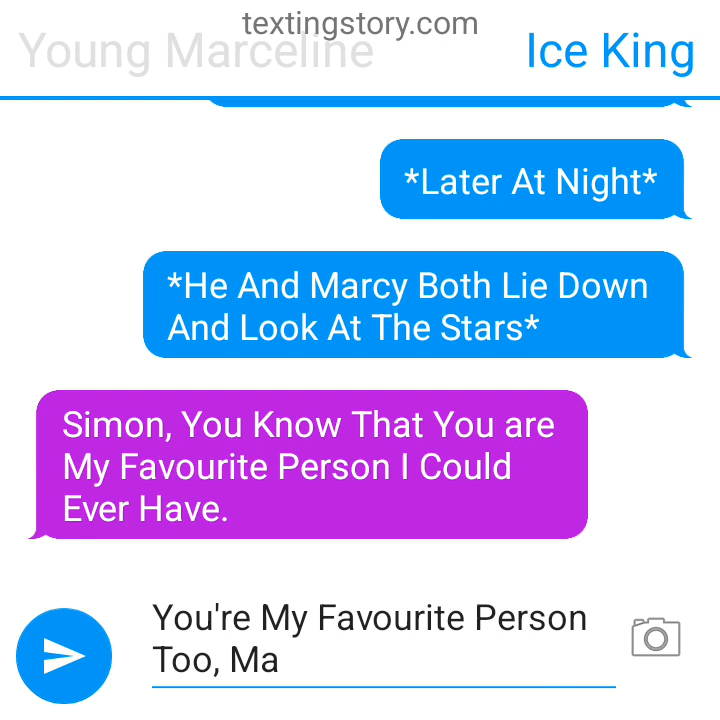 textingstory.com
Young Marceline
Ice King
*Later At Night*
*He And Marcy Both Lie Down
And Look At The Stars*
Simon, You Know That You are
My Favourite Person I Could
Ever Have.
You're My Favourite Person
Too, Ma